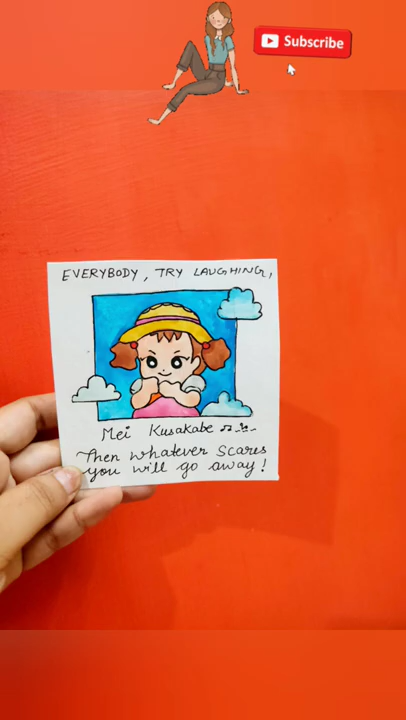 Subscribe
EVERYBODY, TRY LAUGHING,
Mei Kusakabe
Then whatever scares
you will go away!